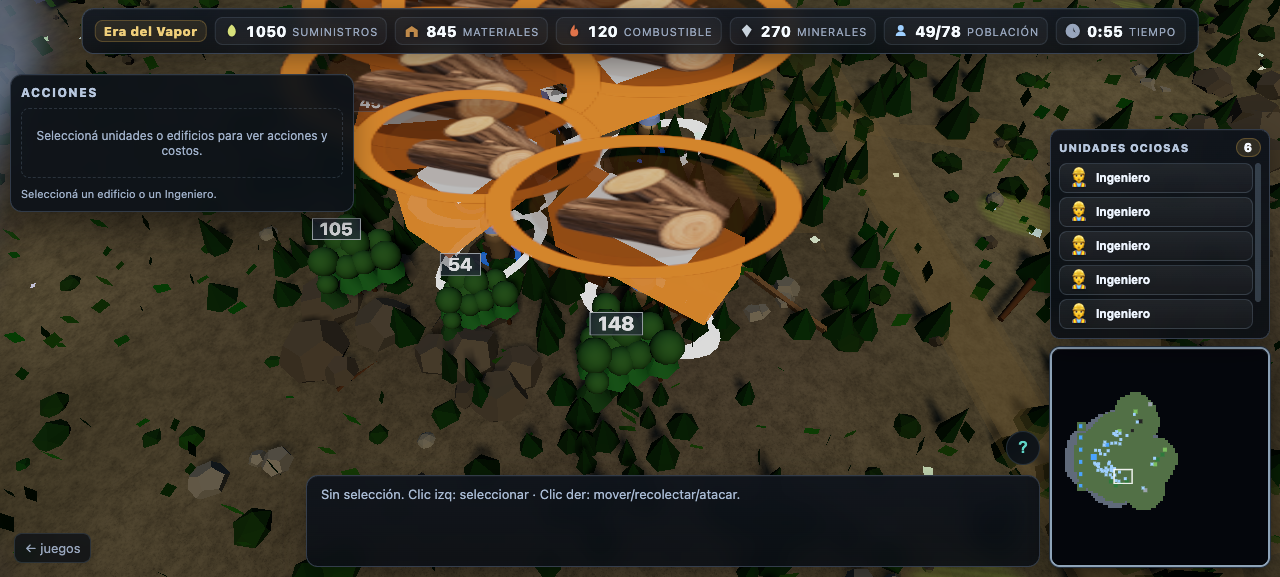 Era del Vapor 1050 SUMINISTROS 845 MATERIALES 120 COMBUSTIBLE 270 MINERALES 49/78 POBLACIÓN 0:55 TIEMPO
ACCIONES
Seleccioná unidades o edificios para ver acciones y
costos.
Seleccioná un edificio o un Ingeniero.
UNIDADES OCIOSAS 6
Ingeniero
Ingeniero
Ingeniero
Ingeniero
Ingeniero
105
54
148
?
Sin selección. Clic izq: seleccionar · Clic der: mover/recolectar/atacar.
← juegos